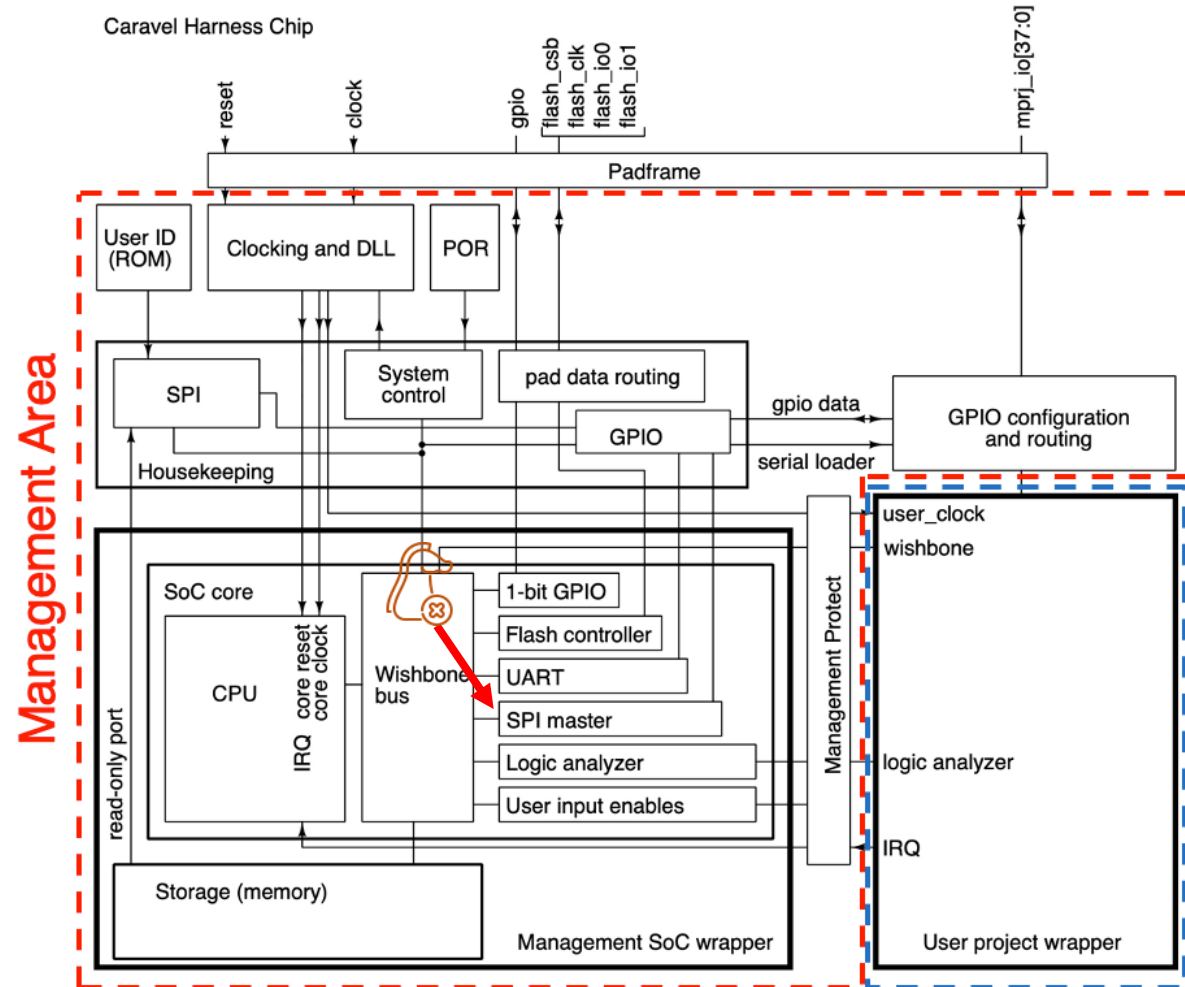 Caravel Harness Chip
reset
clock
gpio
flash_csb
flash_clk
flash_io0
flash_io1
mprj_io[37:0]
Padframe
User ID
(ROM)
Clocking and DLL
POR
Management Area
SPI
System
control
pad data routing
GPIO
Housekeeping
gpio data
serial loader
GPIO configuration
and routing
user_clock
wishbone
SoC core
1-bit GPIO
Flash controller
UART
SPI master
Logic analyzer
User input enables
CPU
core reset
core clock
IRQ
Wishbone
bus
Management Protect
logic analyzer
IRQ
read-only port
Storage (memory)
Management SoC wrapper
User project wrapper